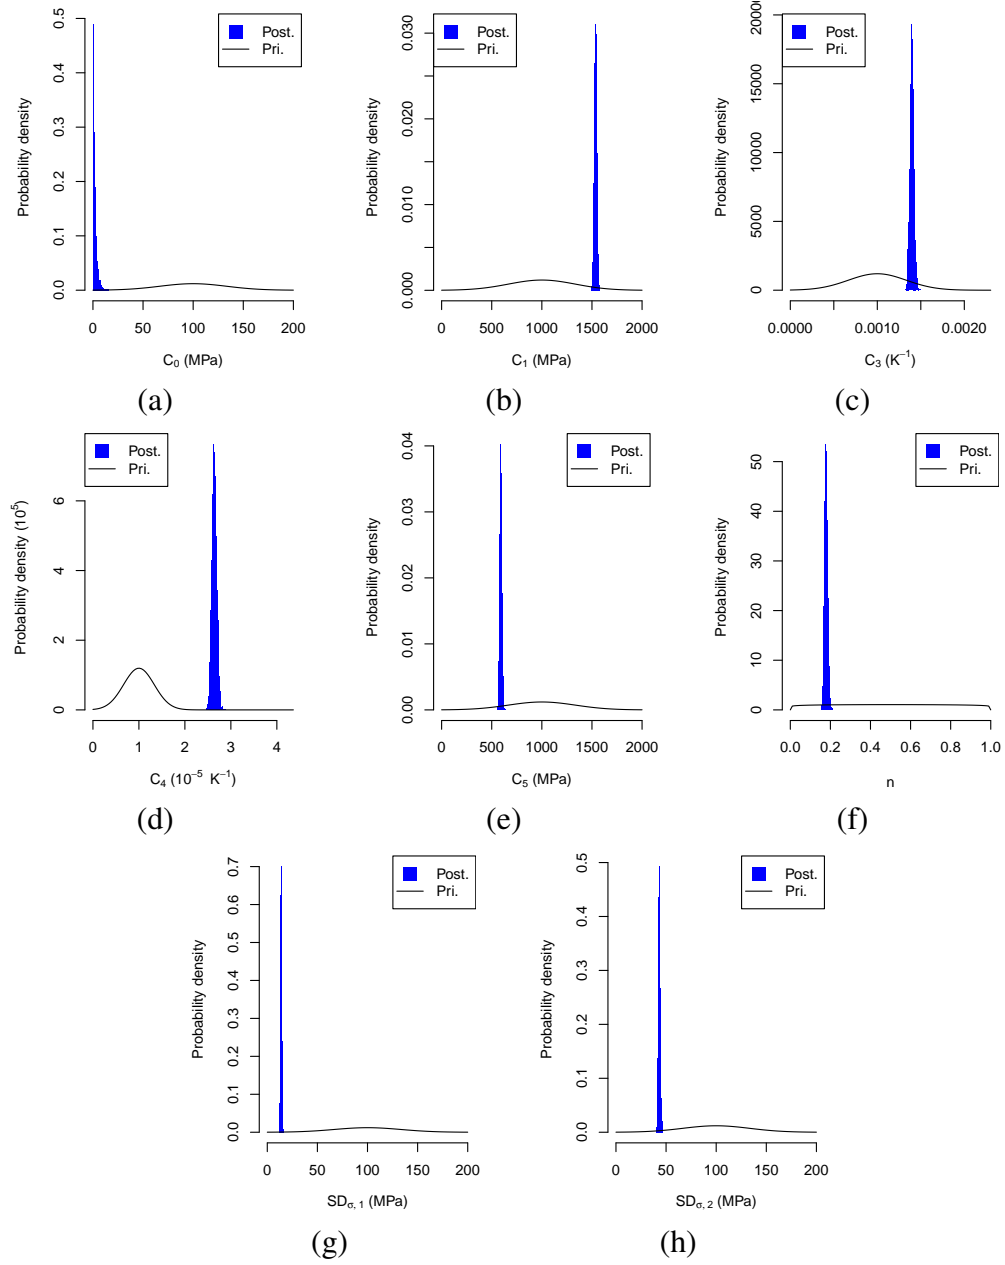 Post.
Pri.
Probability density
0.0 0.1 0.2 0.3 0.4 0.5
0 50 100 150 200
C₀ (MPa)
(a)
Post.
Pri.
Probability density
0.000 0.010 0.020 0.030
0 500 1000 1500 2000
C₁ (MPa)
(b)
Post.
Pri.
Probability density
0 5000 10000 15000 20000
0.0000 0.0010 0.0020
C₃ (K⁻¹)
(c)
Post.
Pri.
Probability density (10⁵)
0 2 4 6
0 1 2 3 4
C₄ (10⁻⁵ K⁻¹)
(d)
Post.
Pri.
Probability density
0.00 0.01 0.02 0.03 0.04
0 500 1000 1500 2000
C₅ (MPa)
(e)
Post.
Pri.
Probability density
0 10 20 30 40 50
0.0 0.2 0.4 0.6 0.8 1.0
n
(f)
Post.
Pri.
Probability density
0.0 0.1 0.2 0.3 0.4 0.5 0.6 0.7
0 50 100 150 200
SD_σ, 1 (MPa)
(g)
Post.
Pri.
Probability density
0.0 0.1 0.2 0.3 0.4 0.5
0 50 100 150 200
SD_σ, 2 (MPa)
(h)